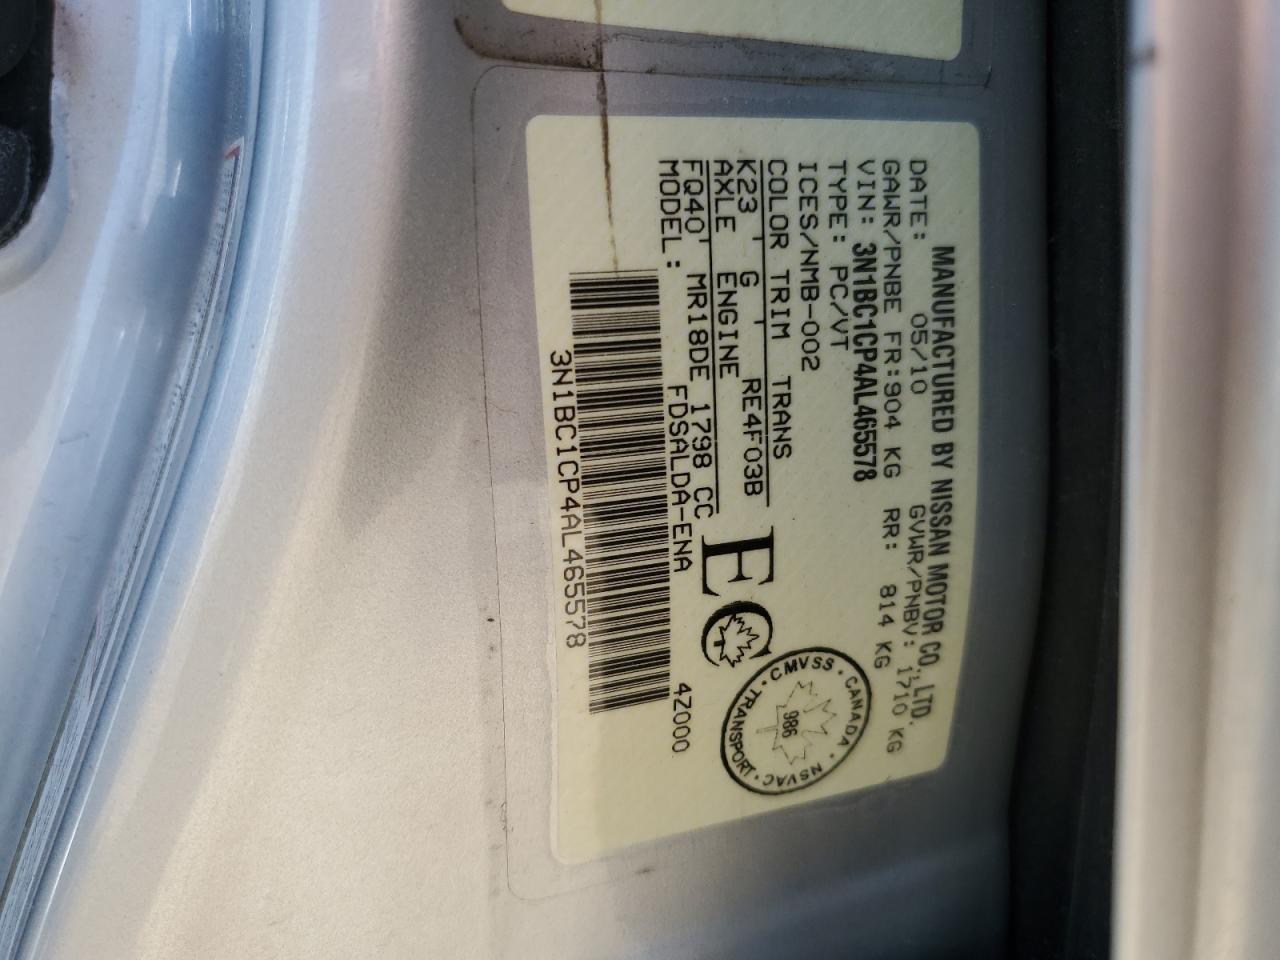 MANUFACTURED BY NISSAN MOTOR CO., LTD.
DATE: 05/10 GVWR/PNBV: 1710 KG
GAWR/PNBE FR:904 KG RR: 814 KG
VIN: 3N1BC1CP4AL465578
TYPE: PC/VT
ICES/NMB-002
COLOR TRIM TRANS
K23 G RE4F03B
AXLE ENGINE
FQ40 MR18DE 1798 CC
MODEL: FDSALDA-ENA 4Z000
3N1BC1CP4AL465578
EC
CMVSS · CANADA · NSVAC · TRANSPORT ·
986